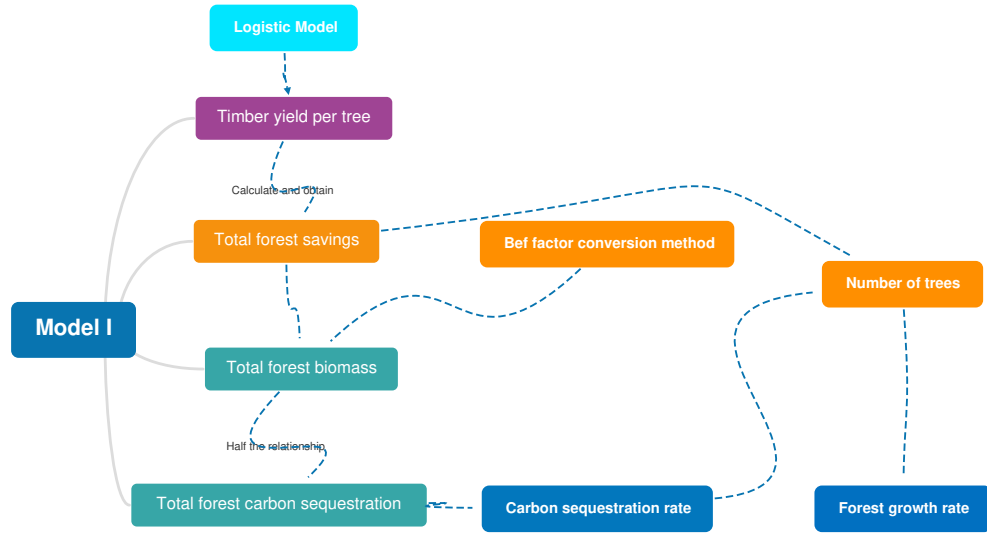 Logistic Model
Timber yield per tree
Calculate and obtain
Total forest savings
Bef factor conversion method
Number of trees
Model I
Total forest biomass
Half the relationship
Total forest carbon sequestration
Carbon sequestration rate
Forest growth rate